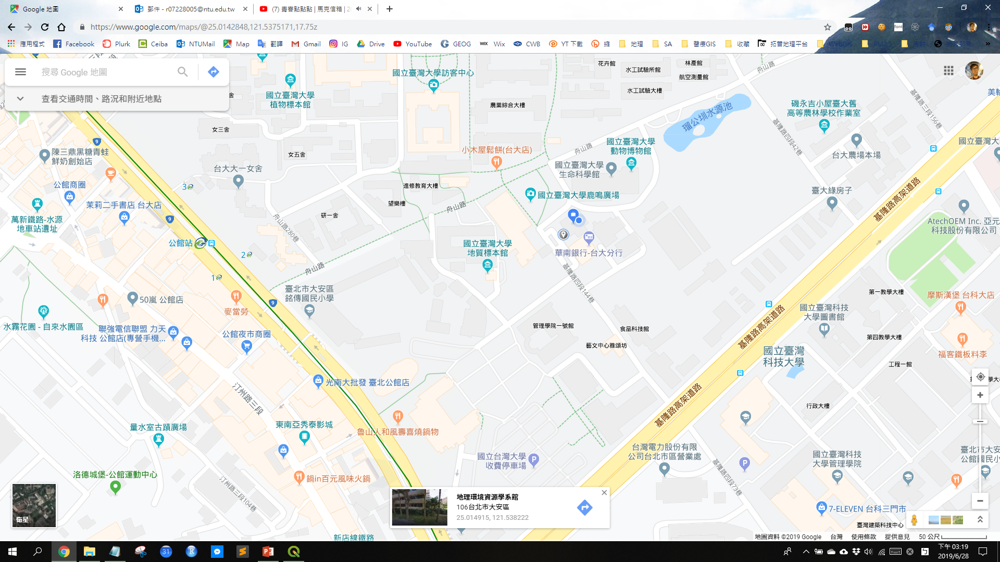 Google 地圖
郵件 - r07228005@ntu.edu.tw
(7) 青春點點點 | 馬克信箱 | 2
https://www.google.com/maps/@25.0142848,121.5375171,17.75z
應用程式 Facebook Plurk Ceiba NTUMail Map 翻譯 Gmail IG Drive YouTube GEOG Wix CWB YT 下載 縮 地理 SA 醫療GIS 收藏 拓普地理平台 WebGIS PM2.5
搜尋 Google 地圖
查看交通時間、路況和附近地點
國立臺灣大學訪客中心
花卉館
水工試驗所館
林產館
航空測量館
舟山路
水工試驗大樓
國立臺灣大學
植物標本館
農業綜合大樓
瑠公圳水源池
磯永吉小屋臺大舊
高等農林學校作業室
基隆路三段156巷
美輪
女三舍
基隆路四段42巷
9
陳三鼎黑糖青蛙
鮮奶創始店
女五舍
小木屋鬆餅(台大店)
舟山路
國立臺灣大學
動物博物館
台大農場本場
國立臺灣大
台大大一女舍
國立臺灣大學
生命科學館
公館商圈
3
進修教育大樓
國立臺灣大學鹿鳴廣場
臺大綠房子
基隆路高架道路
茉莉二手書店 台大店
望樂樓
舟山路
研一舍
9
萬新鐵路-水源
地車站遺址
舟山路280巷
AtechOEM Inc. 亞元
科技股份有限公司
公館站
2
國立臺灣大學
地質標本館
華南銀行-台大分行
舟山路
1
基隆路四段144巷
臺北市大安區
銘傳國民小學
第一教學大樓
摩斯漢堡 台科大店
50嵐 公館店
9
麥當勞
國立臺灣科技
大學圖書館
基隆路高架道路
水霧花園 - 自來水園區
聯強電信聯盟 力天
科技 公館店(專營手機...
公館夜市商圈
管理學院一號館
食品科技館
第四教學大樓
藝文中心雅頌坊
國立臺灣
科技大學
福客鐵板料李
工程一館
光南大批發 臺北公館店
汀州路三段
基隆路高架道路
行政大樓
量水室古蹟廣場
東南亞秀泰影城
魯山人和風壽喜燒鍋物
台灣電力股份有限
公司台北市區營業處
國立台灣大學
收費停車場
國立臺灣科技
大學管理學院
臺北市大安
公館國民小
基隆路四段73巷
洛德城堡-公館運動中心
鍋in百元風味火鍋
汀州路三段104巷
地理環境資源學系館
106台北市大安區
25.014915, 121.538222
7-ELEVEN 台科三門市
衛星
臺灣建築科技中心
新店線鐵路
地圖資料 ©2019 Google 台灣 使用條款 提供意見 50 公尺
下午 03:19
2019/6/28